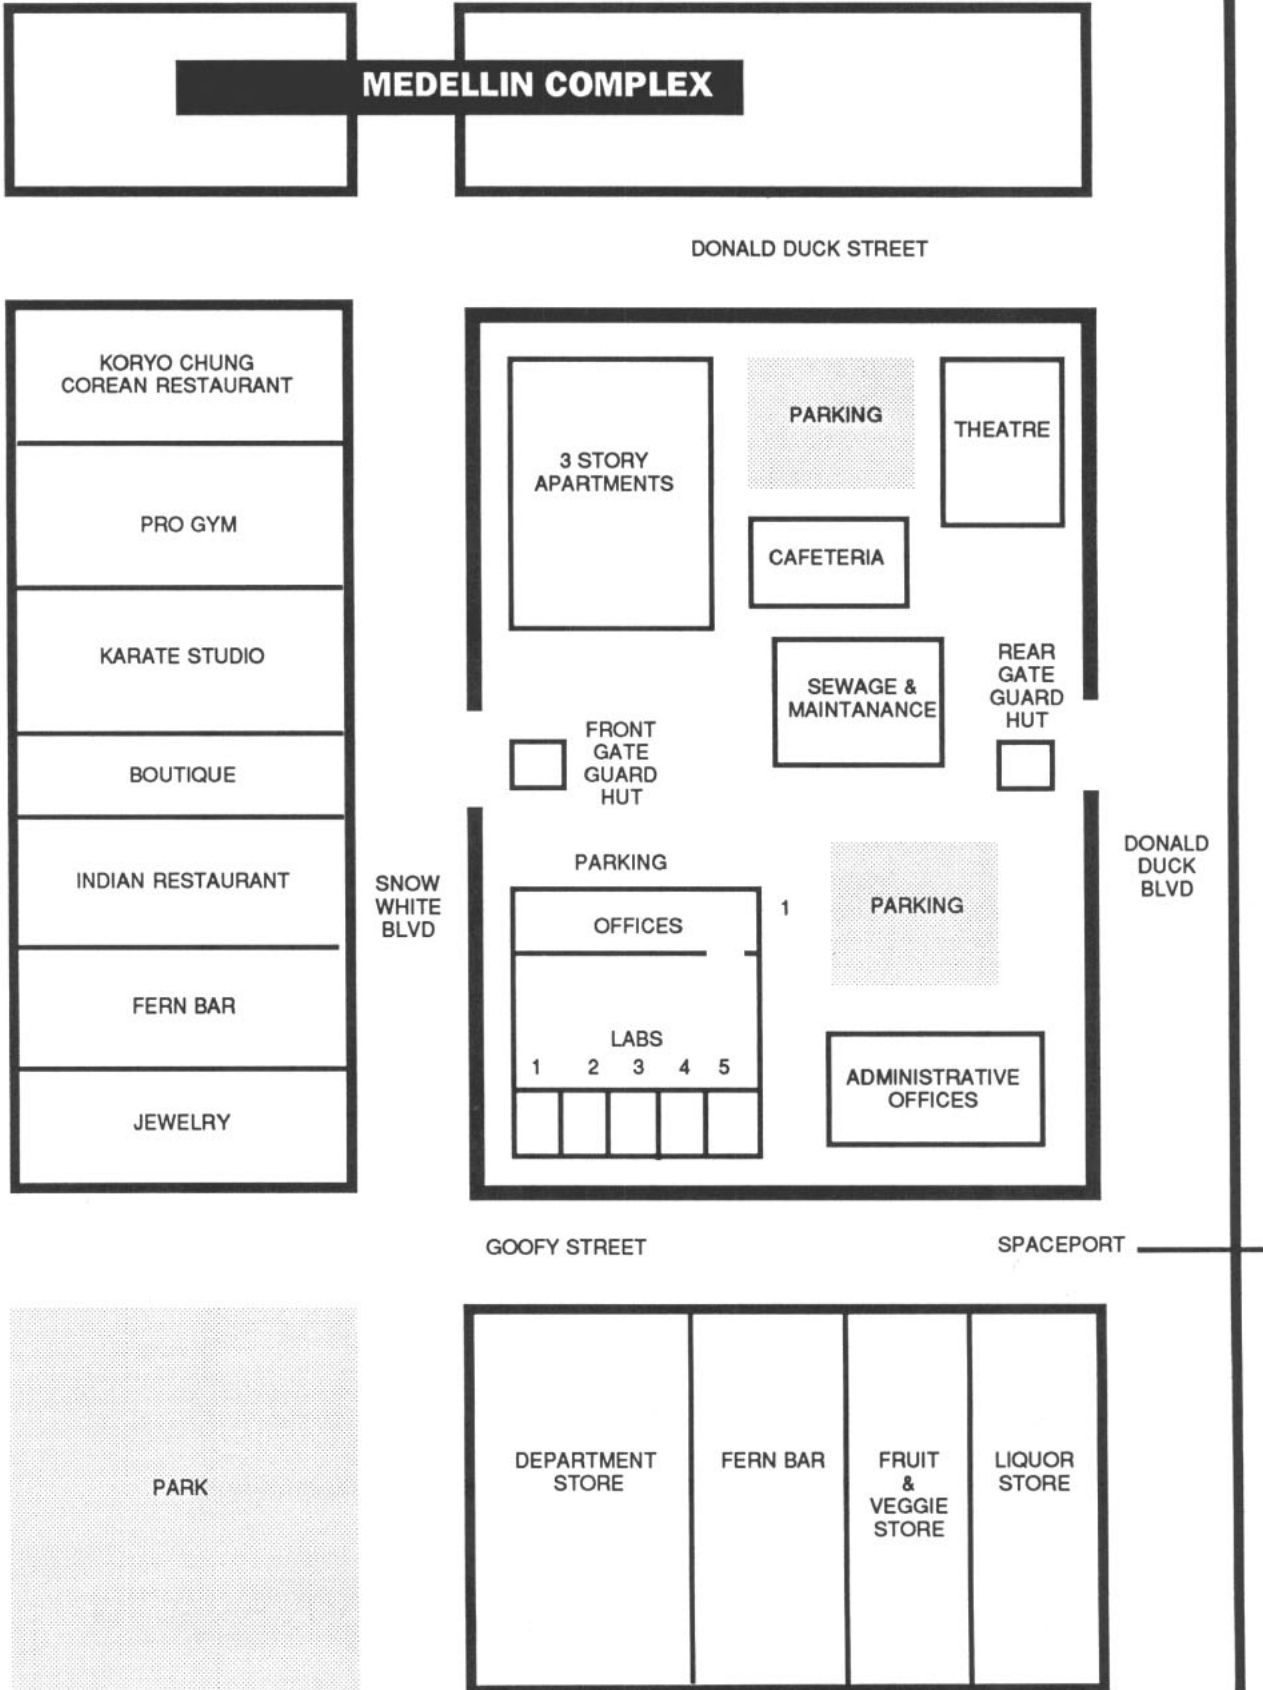 MEDELLIN COMPLEX
DONALD DUCK STREET
KORYO CHUNG
COREAN RESTAURANT
PRO GYM
KARATE STUDIO
BOUTIQUE
INDIAN RESTAURANT
FERN BAR
JEWELRY
SNOW
WHITE
BLVD
3 STORY
APARTMENTS
PARKING
THEATRE
CAFETERIA
SEWAGE &
MAINTANANCE
REAR
GATE
GUARD
HUT
FRONT
GATE
GUARD
HUT
PARKING
OFFICES
1
PARKING
LABS
1 2 3 4 5
ADMINISTRATIVE
OFFICES
DONALD
DUCK
BLVD
GOOFY STREET
SPACEPORT
PARK
DEPARTMENT
STORE
FERN BAR
FRUIT
&
VEGGIE
STORE
LIQUOR
STORE